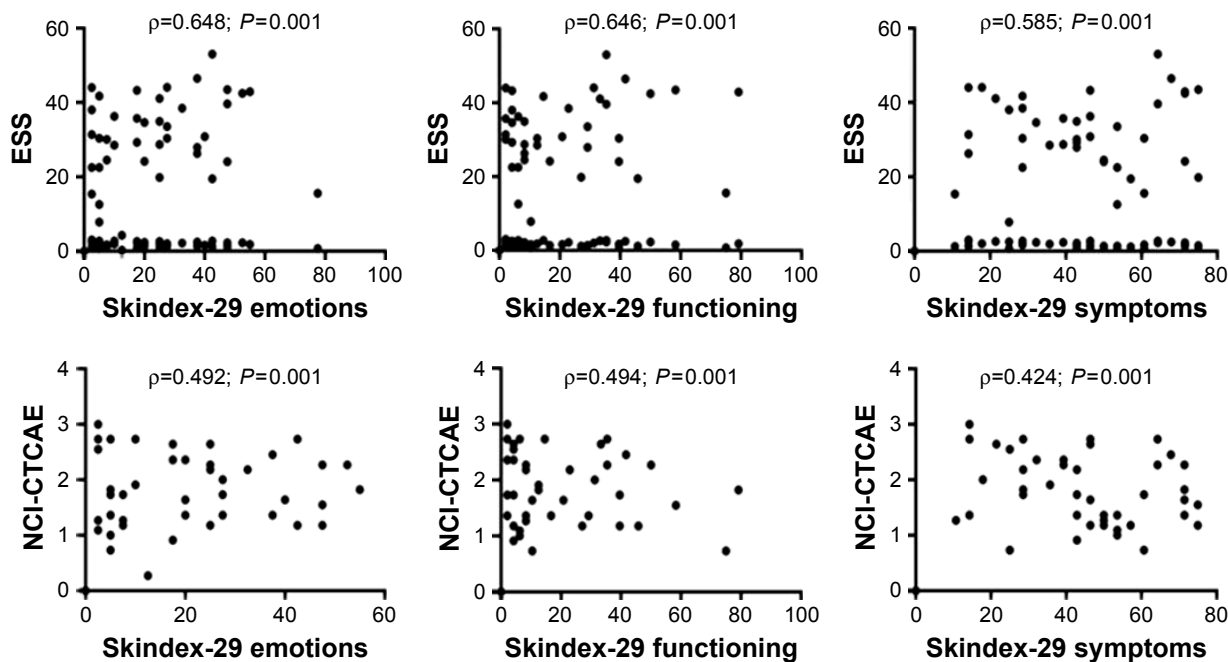 ρ=0.648; P=0.001
60
40
20
0
ESS
0 20 40 60 80 100
Skindex-29 emotions
ρ=0.646; P=0.001
60
40
20
0
ESS
0 20 40 60 80 100
Skindex-29 functioning
ρ=0.585; P=0.001
60
40
20
0
ESS
0 20 40 60 80
Skindex-29 symptoms
ρ=0.492; P=0.001
4
3
2
1
0
NCI-CTCAE
0 20 40 60
Skindex-29 emotions
ρ=0.494; P=0.001
4
3
2
1
0
NCI-CTCAE
0 20 40 60 80 100
Skindex-29 functioning
ρ=0.424; P=0.001
4
3
2
1
0
NCI-CTCAE
0 20 40 60 80
Skindex-29 symptoms